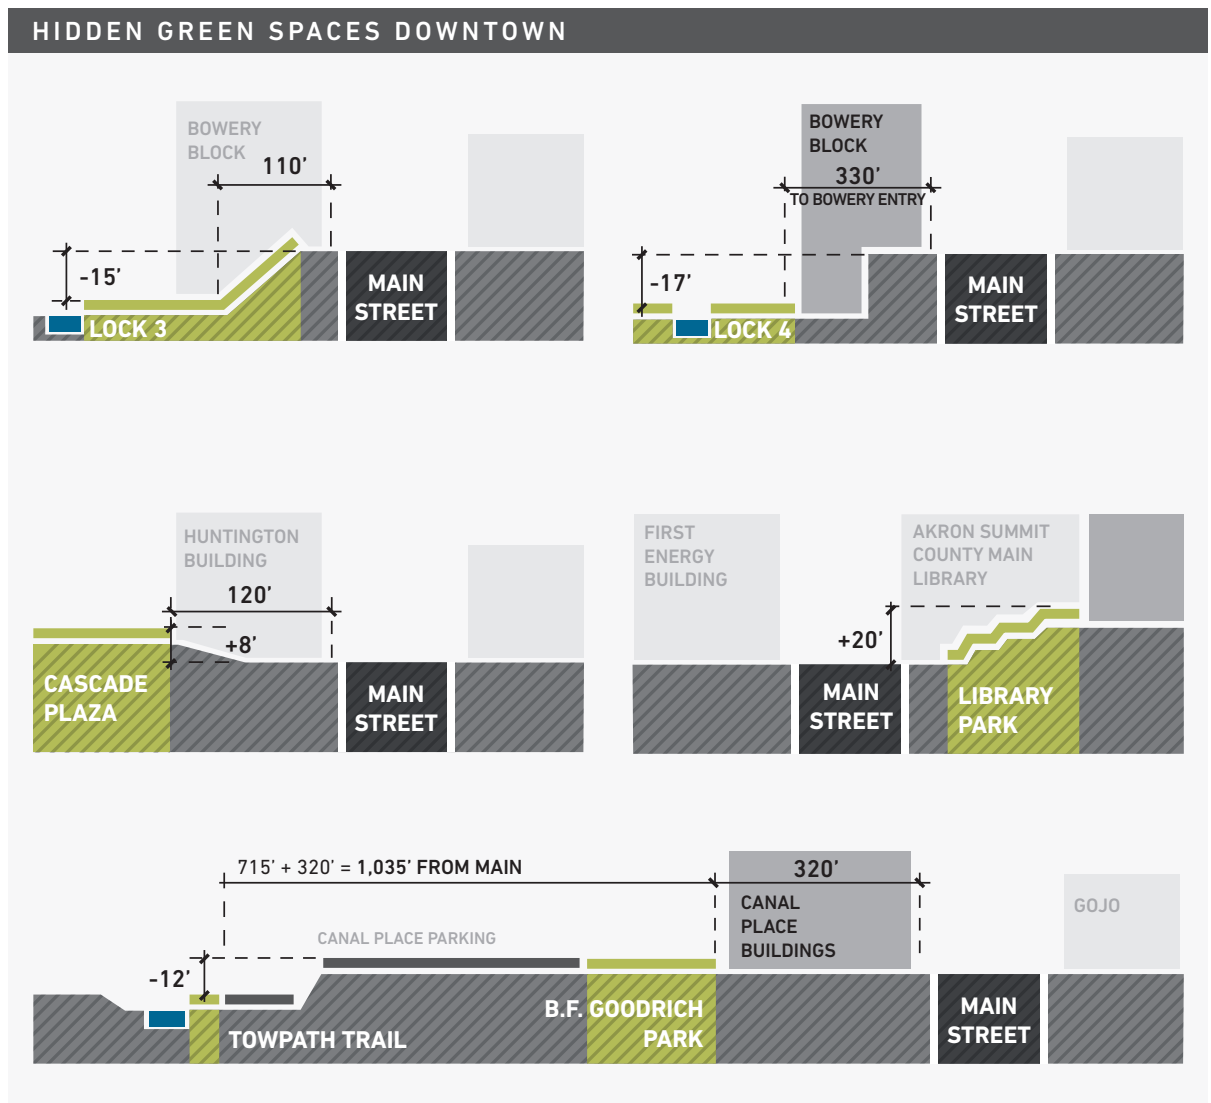 HIDDEN GREEN SPACES DOWNTOWN
BOWERY
BLOCK
110’
-15’
MAIN
STREET
LOCK 3
BOWERY
BLOCK
330’
TO BOWERY ENTRY
-17’
MAIN
STREET
LOCK 4
HUNTINGTON
BUILDING
120’
+8’
CASCADE
PLAZA
MAIN
STREET
FIRST
ENERGY
BUILDING
AKRON SUMMIT
COUNTY MAIN
LIBRARY
+20’
MAIN
STREET
LIBRARY
PARK
715’ + 320’ = 1,035’ FROM MAIN
320’
CANAL
PLACE
BUILDINGS
GOJO
CANAL PLACE PARKING
-12’
B.F. GOODRICH
PARK
TOWPATH TRAIL
MAIN
STREET